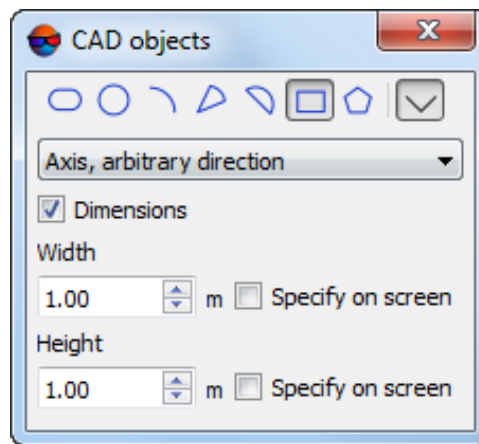 CAD objects
Axis, arbitrary direction
Dimensions
Width
1.00 m Specify on screen
Height
1.00 m Specify on screen